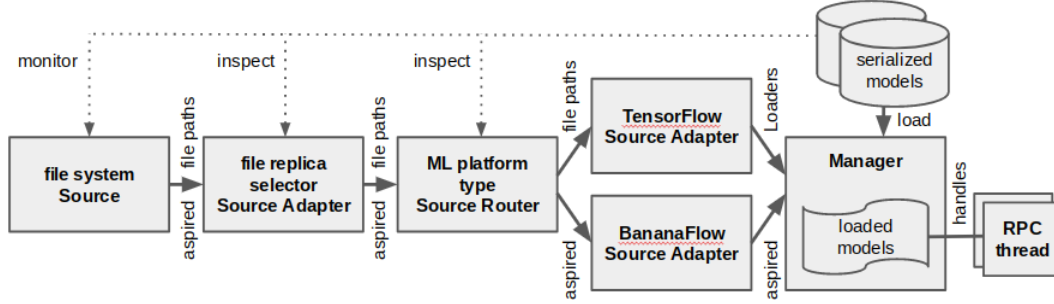 monitor
inspect
inspect
serialized
models
load
file system
Source
file paths
aspired
file replica
selector
Source Adapter
file paths
aspired
ML platform
type
Source Router
file paths
aspired
TensorFlow
Source Adapter
BananaFlow
Source Adapter
Loaders
aspired
Manager
loaded
models
handles
RPC
thread